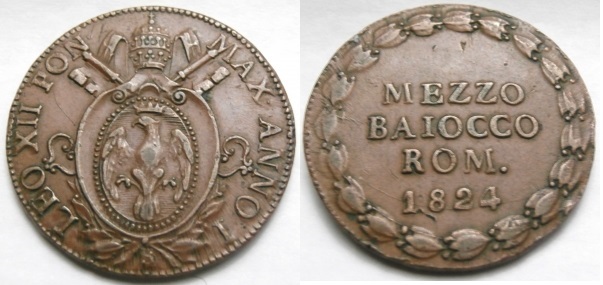 LEO XII PON MAX ANNO I
B
MEZZO
BAIOCCO
ROM.
1824